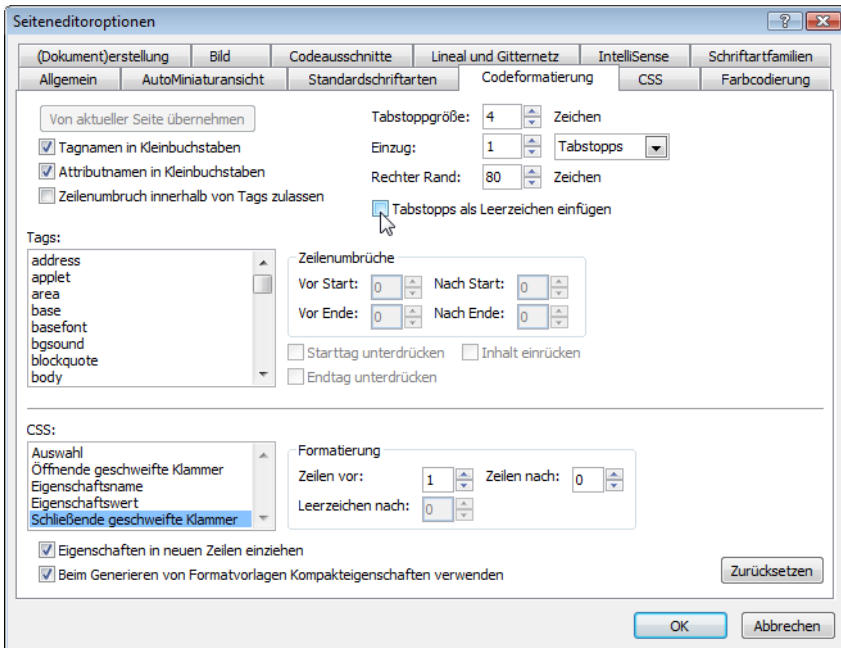 Seiteneditoroptionen
(Dokument)erstellung Bild Codeausschnitte Lineal und Gitternetz IntelliSense Schriftartfamilien
Allgemein AutoMiniaturansicht Standardschriftarten Codeformatierung CSS Farbcodierung
Von aktueller Seite übernehmen
Tagnamen in Kleinbuchstaben
Attributnamen in Kleinbuchstaben
Zeilenumbruch innerhalb von Tags zulassen
Tabstoppgröße: 4 Zeichen
Einzug: 1 Tabstopps
Rechter Rand: 80 Zeichen
Tabstopps als Leerzeichen einfügen
Tags:
address
applet
area
base
basefont
bgsound
blockquote
body
Zeilenumbrüche
Vor Start: 0 Nach Start: 0
Vor Ende: 0 Nach Ende: 0
Starttag unterdrücken Inhalt einrücken
Endtag unterdrücken
CSS:
Auswahl
Öffnende geschweifte Klammer
Eigenschaftsname
Eigenschaftswert
Schließende geschweifte Klammer
Formatierung
Zeilen vor: 1 Zeilen nach: 0
Leerzeichen nach: 0
Eigenschaften in neuen Zeilen einziehen
Beim Generieren von Formatvorlagen Kompakteigenschaften verwenden
Zurücksetzen
OK Abbrechen